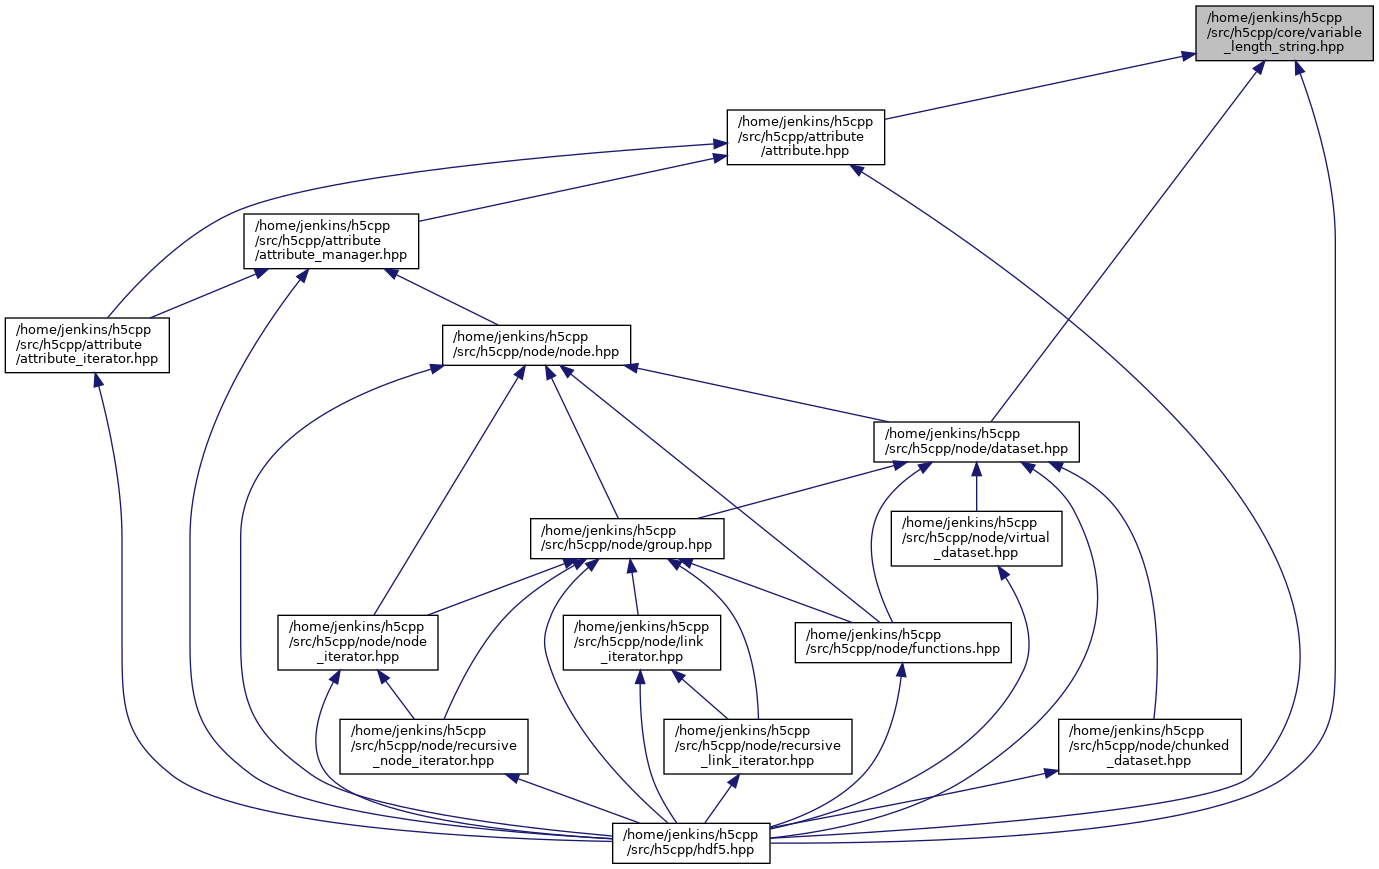 /home/jenkins/h5cpp
/src/h5cpp/core/variable
_length_string.hpp
/home/jenkins/h5cpp
/src/h5cpp/attribute
/attribute.hpp
/home/jenkins/h5cpp
/src/h5cpp/attribute
/attribute_manager.hpp
/home/jenkins/h5cpp
/src/h5cpp/attribute
/attribute_iterator.hpp
/home/jenkins/h5cpp
/src/h5cpp/node/node.hpp
/home/jenkins/h5cpp
/src/h5cpp/node/dataset.hpp
/home/jenkins/h5cpp
/src/h5cpp/node/group.hpp
/home/jenkins/h5cpp
/src/h5cpp/node/virtual
_dataset.hpp
/home/jenkins/h5cpp
/src/h5cpp/node/node
_iterator.hpp
/home/jenkins/h5cpp
/src/h5cpp/node/link
_iterator.hpp
/home/jenkins/h5cpp
/src/h5cpp/node/functions.hpp
/home/jenkins/h5cpp
/src/h5cpp/node/recursive
_node_iterator.hpp
/home/jenkins/h5cpp
/src/h5cpp/node/recursive
_link_iterator.hpp
/home/jenkins/h5cpp
/src/h5cpp/node/chunked
_dataset.hpp
/home/jenkins/h5cpp
/src/h5cpp/hdf5.hpp